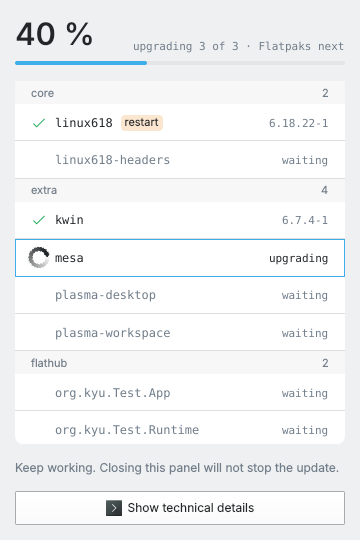 40 %
upgrading 3 of 3 · Flatpaks next
core 2
linux618 restart 6.18.22-1
linux618-headers waiting
extra 4
kwin 6.7.4-1
mesa upgrading
plasma-desktop waiting
plasma-workspace waiting
flathub 2
org.kyu.Test.App waiting
org.kyu.Test.Runtime waiting
Keep working. Closing this panel will not stop the update.
Show technical details